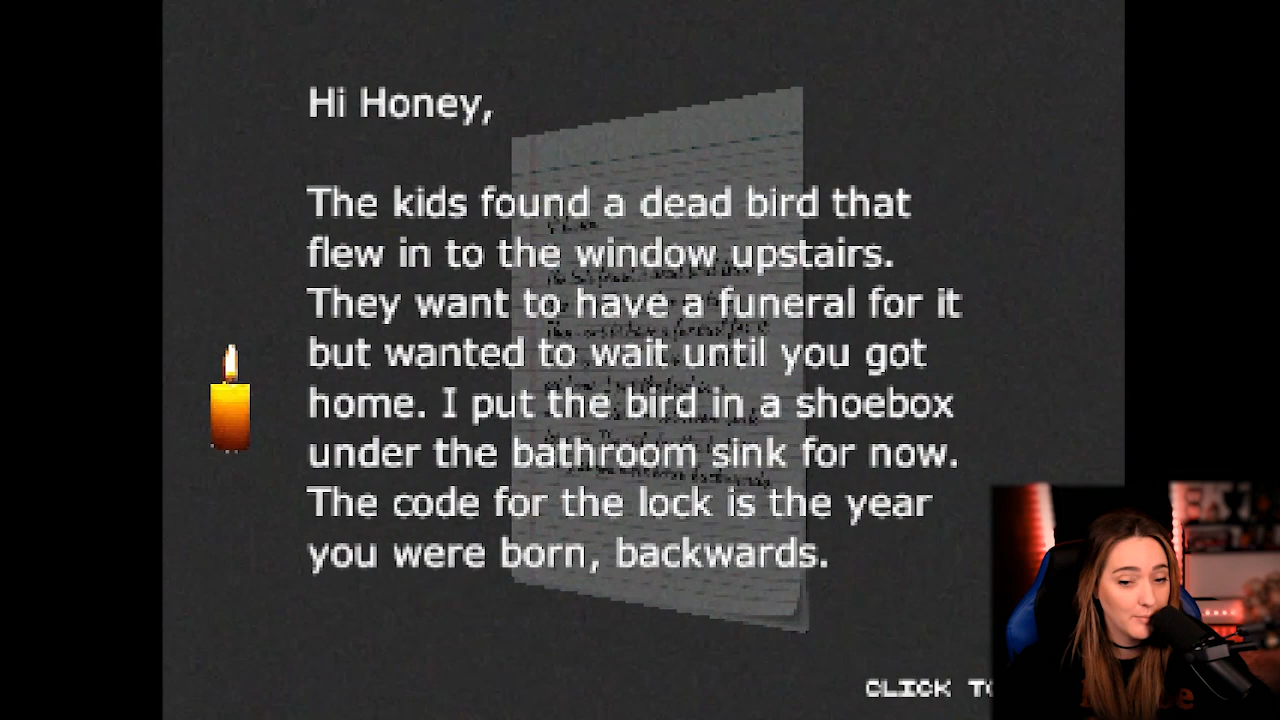 Hi Honey,
The kids found a dead bird that
flew in to the window upstairs.
They want to have a funeral for it
but wanted to wait until you got
home. I put the bird in a shoebox
under the bathroom sink for now.
The code for the lock is the year
you were born, backwards.
CLICK TO